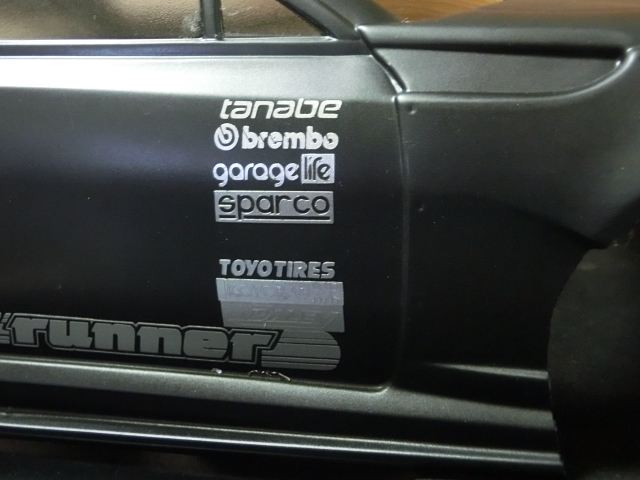 tanabe
brembo
garage life
sparco
TOYO TIRES
runner